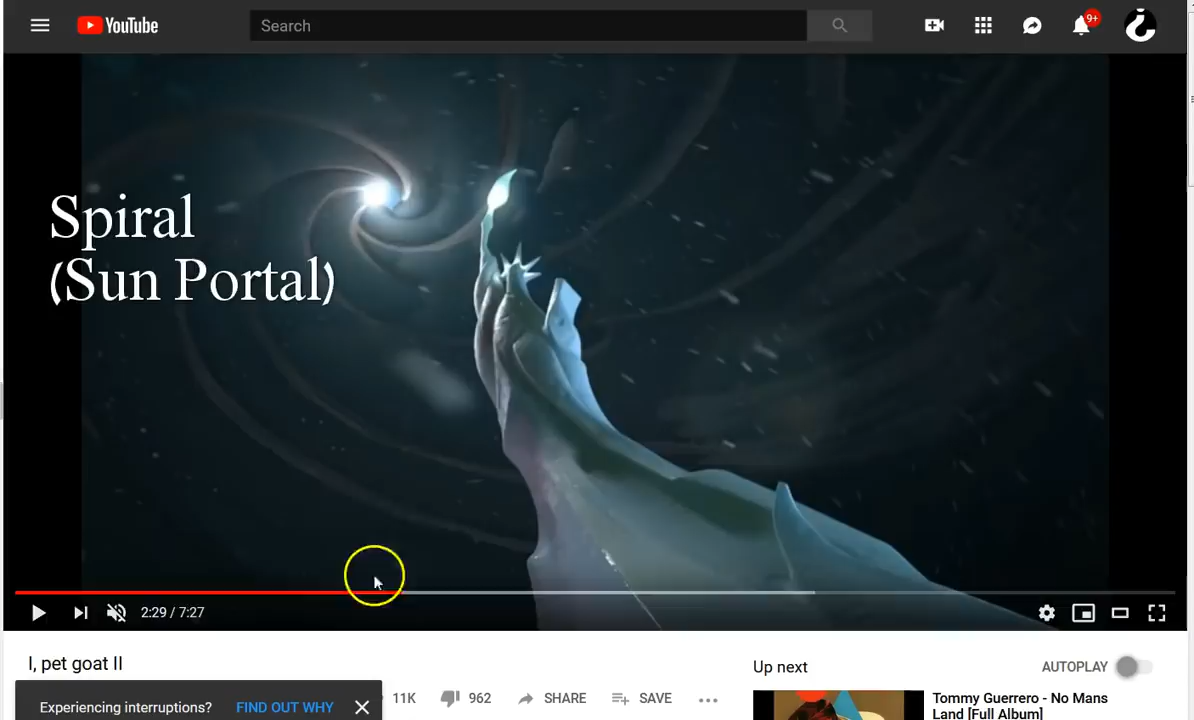 YouTube
Search
9+
Spiral
(Sun Portal)
2:29 / 7:27
I, pet goat II
Up next
AUTOPLAY
11K
962
SHARE
SAVE
Experiencing interruptions?
FIND OUT WHY
Tommy Guerrero - No Mans
Land [Full Album]